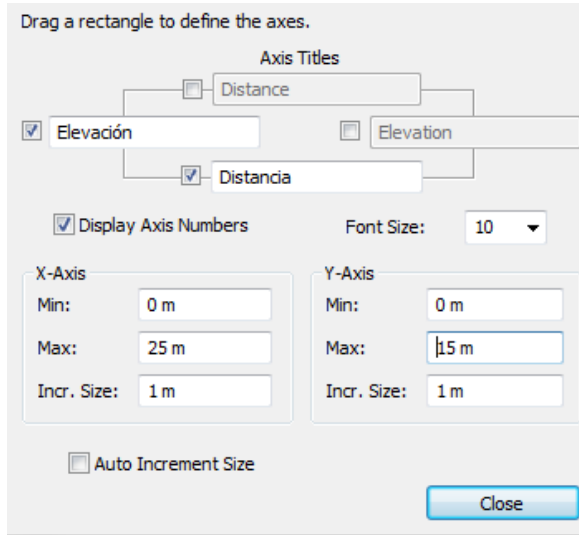 Drag a rectangle to define the axes.
Axis Titles
Distance
Elevación
Elevation
Distancia
Display Axis Numbers
Font Size: 10
X-Axis
Y-Axis
Min: 0 m
Min: 0 m
Max: 25 m
Max: 15 m
Incr. Size: 1 m
Incr. Size: 1 m
Auto Increment Size
Close